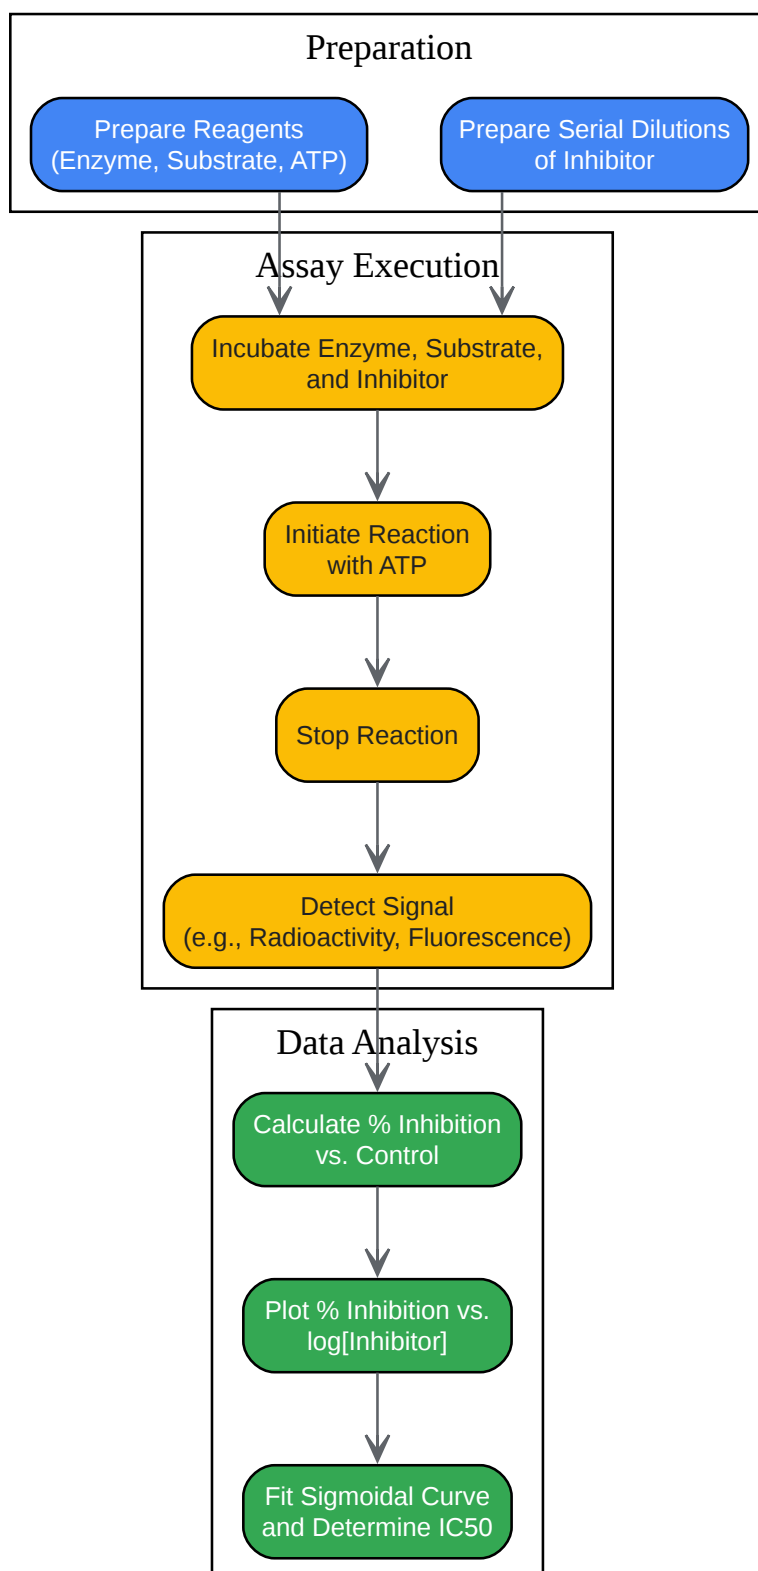 Preparation
Prepare Reagents
(Enzyme, Substrate, ATP)
Prepare Serial Dilutions
of Inhibitor
Assay Execution
Incubate Enzyme, Substrate,
and Inhibitor
Initiate Reaction
with ATP
Stop Reaction
Detect Signal
(e.g., Radioactivity, Fluorescence)
Data Analysis
Calculate % Inhibition
vs. Control
Plot % Inhibition vs.
log[Inhibitor]
Fit Sigmoidal Curve
and Determine IC50